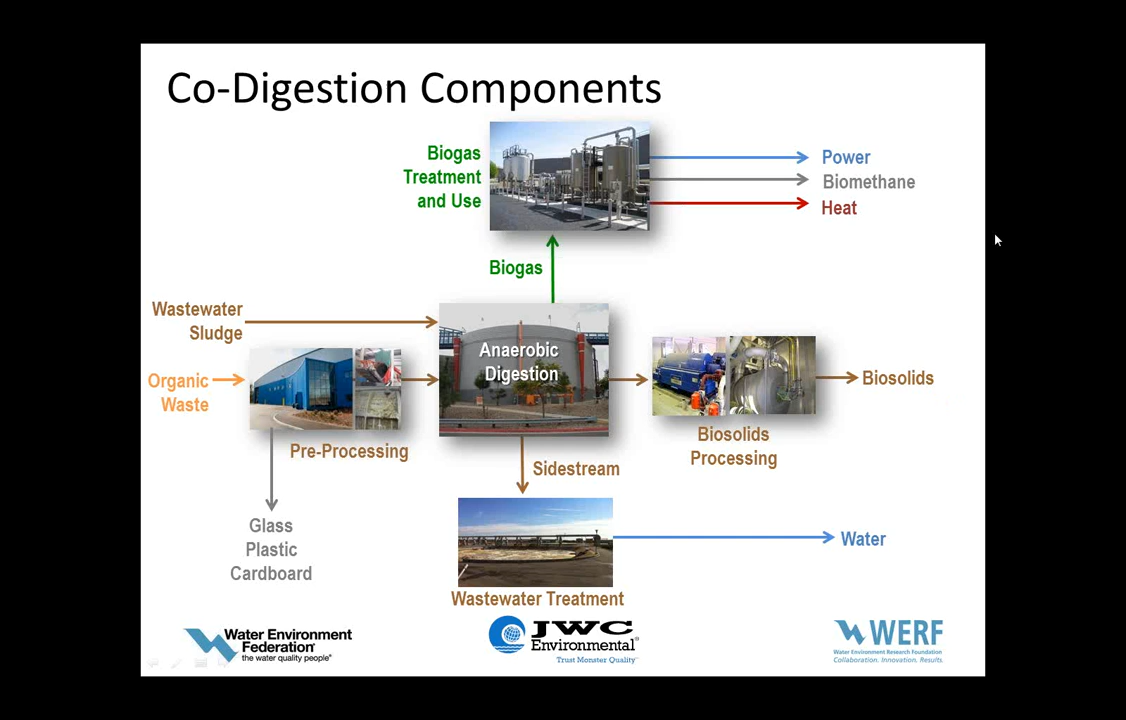 Co-Digestion Components
Biogas
Treatment
and Use
Power
Biomethane
Heat
Biogas
Wastewater
Sludge
Organic
Waste
Anaerobic
Digestion
Biosolids
Pre-Processing
Biosolids
Processing
Sidestream
Glass
Plastic
Cardboard
Water
Wastewater Treatment
Water Environment
Federation®
the water quality people®
JWC
Environmental®
Trust Monster Quality™
WERF
Water Environment Research Foundation
Collaboration. Innovation. Results.